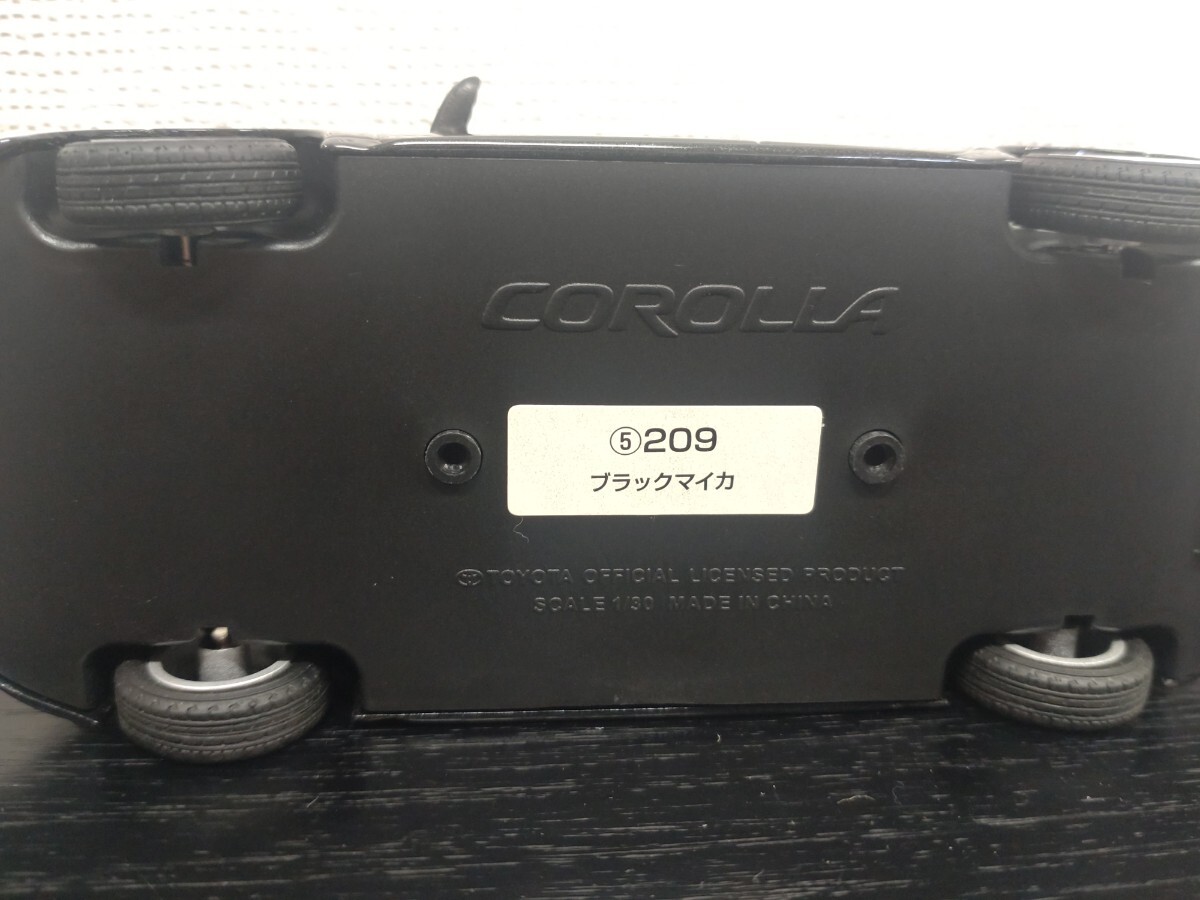 COROLLA
⑤209
ブラックマイカ
TOYOTA OFFICIAL LICENSED PRODUCT
SCALE 1/30 MADE IN CHINA